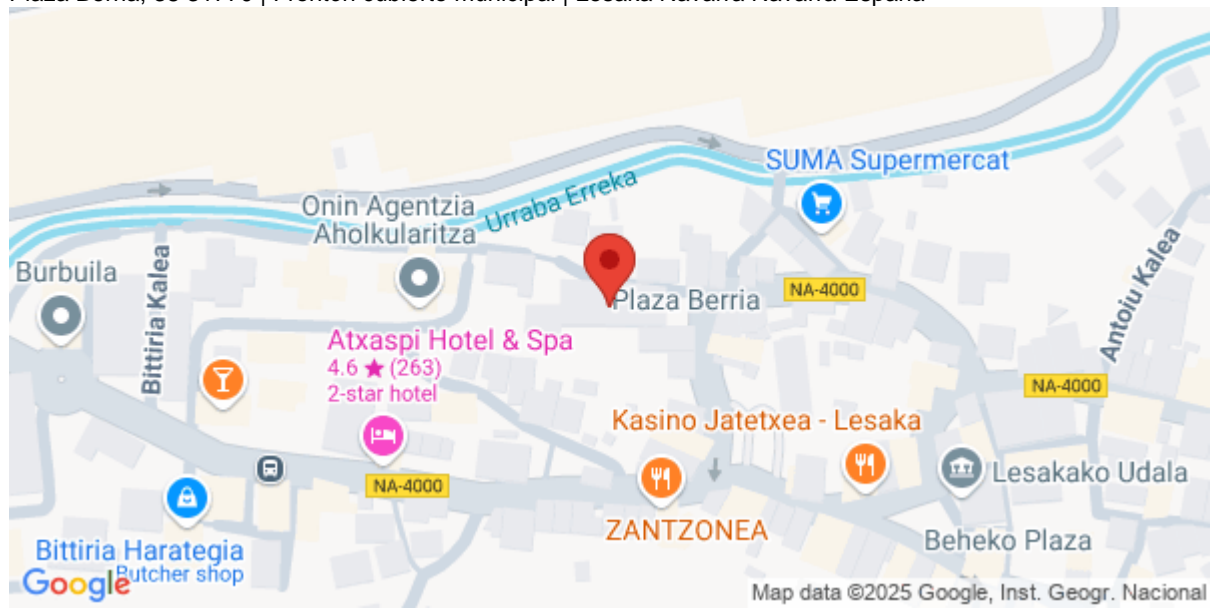 SUMA Supermercat
Onin Agentzia
Aholkularitza
Urraba Erreka
Burbuila
Bittiria Kalea
Plaza Berria
NA-4000
Antoiu Kalea
Atxaspi Hotel & Spa
4.6 ★ (263)
2-star hotel
NA-4000
Kasino Jatetxea - Lesaka
Lesakako Udala
NA-4000
ZANTZONEA
Beheko Plaza
Bittiria Harategia
Butcher shop
Google
Map data ©2025 Google, Inst. Geogr. Nacional